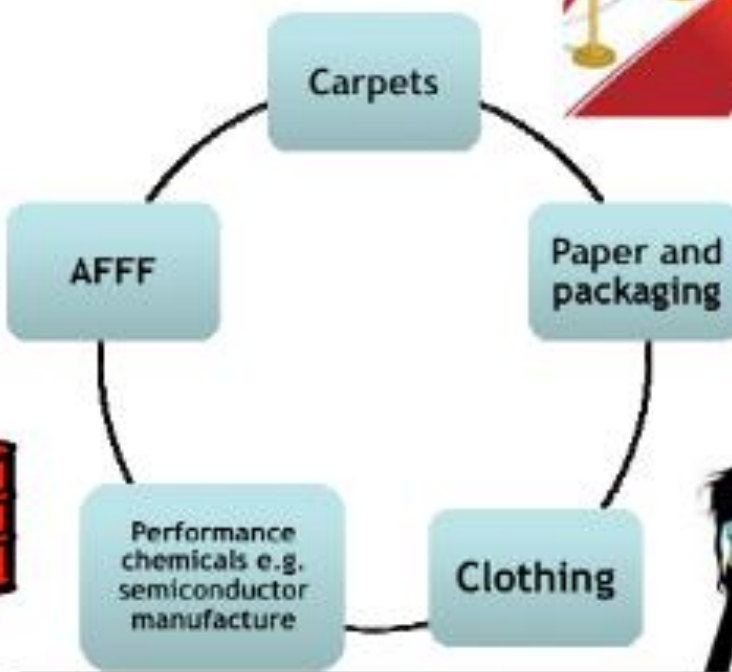 Carpets
AFFF
Paper and
packaging
Performance
chemicals e.g.
semiconductor
manufacture
Clothing